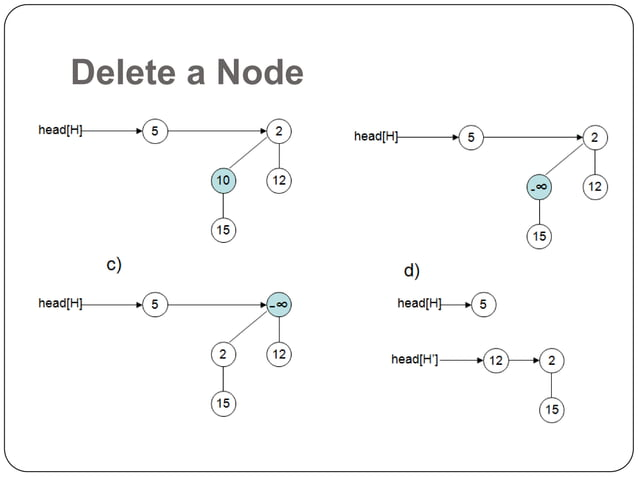 Delete a Node
head[H] 5 2
10 12
15
head[H] 5 2
-∞ 12
15
c)
head[H] 5 -∞
2 12
15
d)
head[H] 5
head[H'] 12 2
15